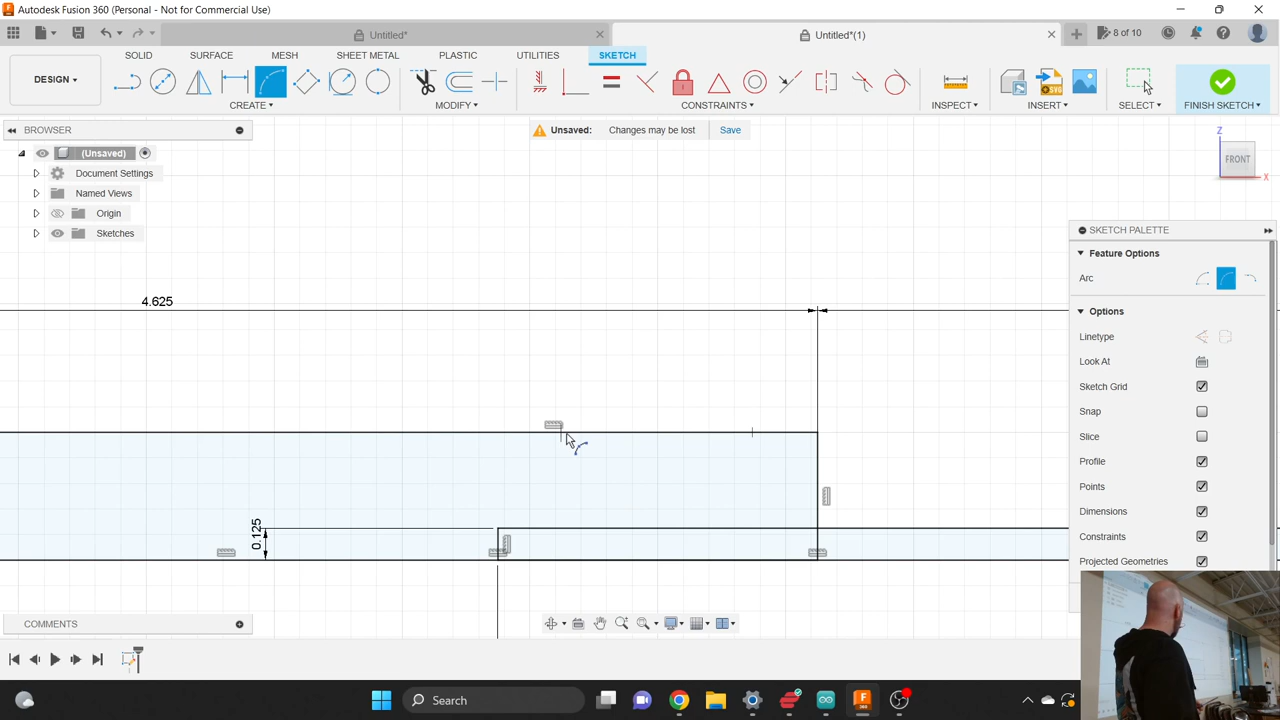 Autodesk Fusion 360 (Personal - Not for Commercial Use)
Untitled*
Untitled*(1)
8 of 10
SOLID
SURFACE
MESH
SHEET METAL
PLASTIC
UTILITIES
SKETCH
DESIGN
CREATE
MODIFY
CONSTRAINTS
INSPECT
INSERT
SELECT
FINISH SKETCH
SVG
BROWSER
Unsaved: Changes may be lost Save
(Unsaved)
Document Settings
Named Views
Origin
Sketches
Z
FRONT
X
SKETCH PALETTE
Feature Options
Arc
Options
Linetype
Look At
Sketch Grid
Snap
Slice
Profile
Points
Dimensions
Constraints
Projected Geometries
4.625
0.125
COMMENTS
Search